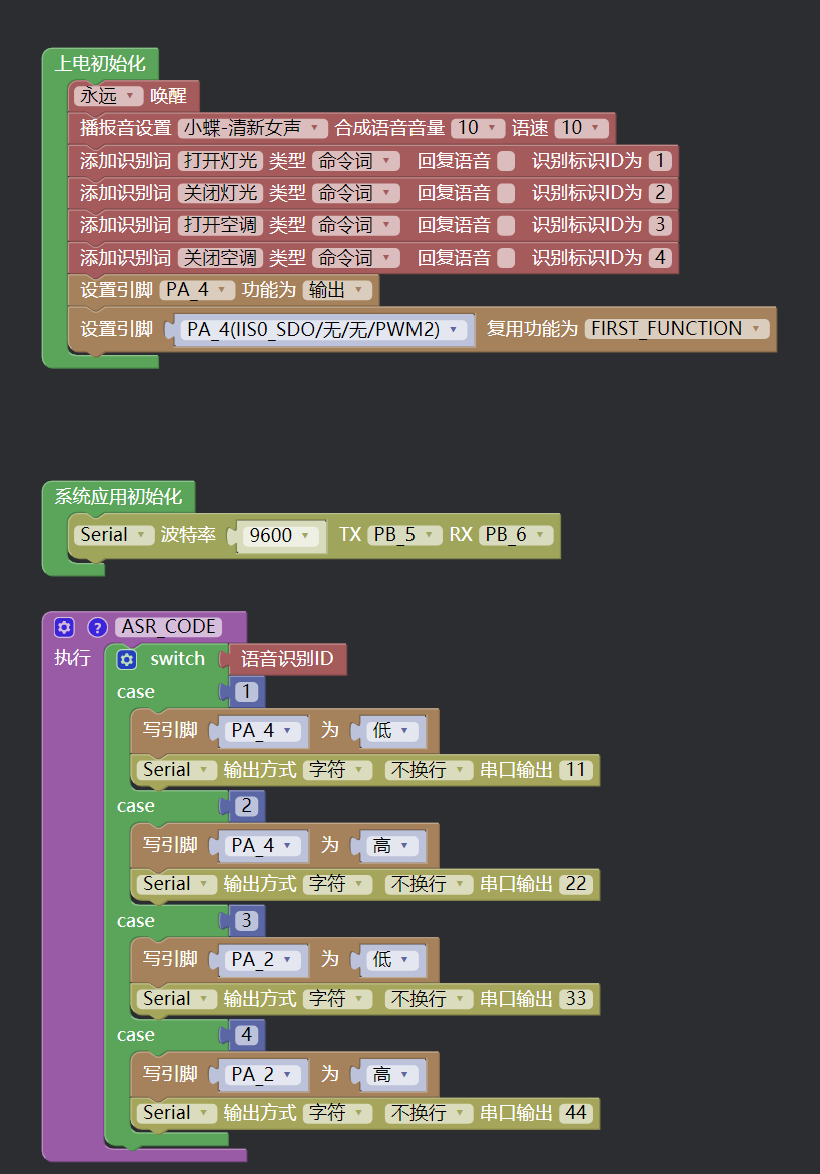 上电初始化
永远 唤醒
播报音设置 小蝶-清新女声 合成语音音量 10 语速 10
添加识别词 打开灯光 类型 命令词 回复语音 识别标识ID为 1
添加识别词 关闭灯光 类型 命令词 回复语音 识别标识ID为 2
添加识别词 打开空调 类型 命令词 回复语音 识别标识ID为 3
添加识别词 关闭空调 类型 命令词 回复语音 识别标识ID为 4
设置引脚 PA_4 功能为 输出
设置引脚 PA_4(IIS0_SDO/无/无/PWM2) 复用功能为 FIRST_FUNCTION
系统应用初始化
Serial 波特率 9600 TX PB_5 RX PB_6
? ASR_CODE
执行 switch 语音识别ID
case 1
写引脚 PA_4 为 低
Serial 输出方式 字符 不换行 串口输出 11
case 2
写引脚 PA_4 为 高
Serial 输出方式 字符 不换行 串口输出 22
case 3
写引脚 PA_2 为 低
Serial 输出方式 字符 不换行 串口输出 33
case 4
写引脚 PA_2 为 高
Serial 输出方式 字符 不换行 串口输出 44